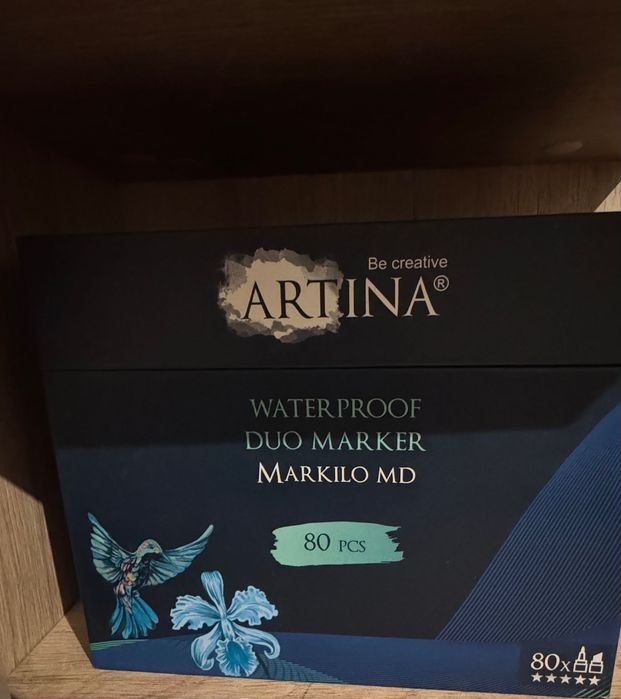 Be creative
ARTINA®
WATERPROOF
DUO MARKER
MARKILO MD
80 PCS
80x